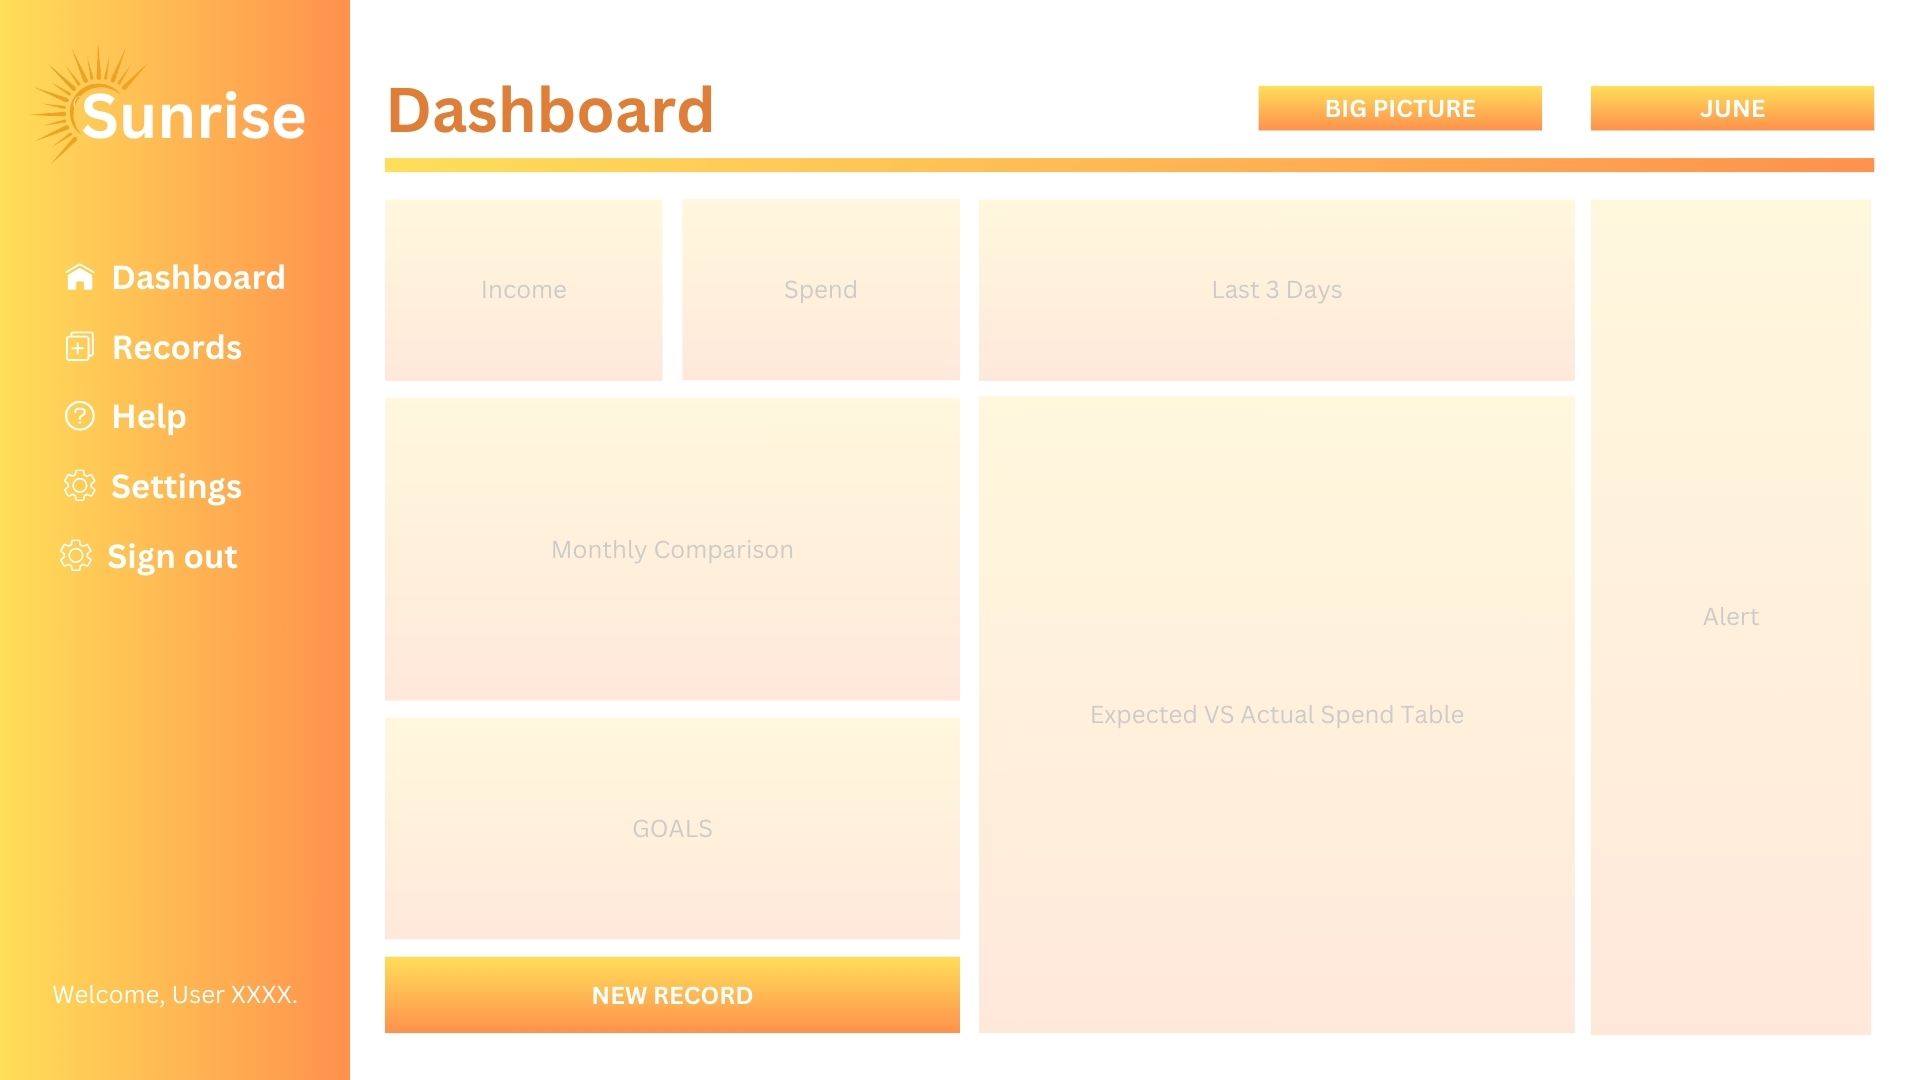 Sunrise
Dashboard
Records
Help
Settings
Sign out
Welcome, User XXXX.
Dashboard
BIG PICTURE
JUNE
Income
Spend
Last 3 Days
Alert
Monthly Comparison
Expected VS Actual Spend Table
GOALS
NEW RECORD